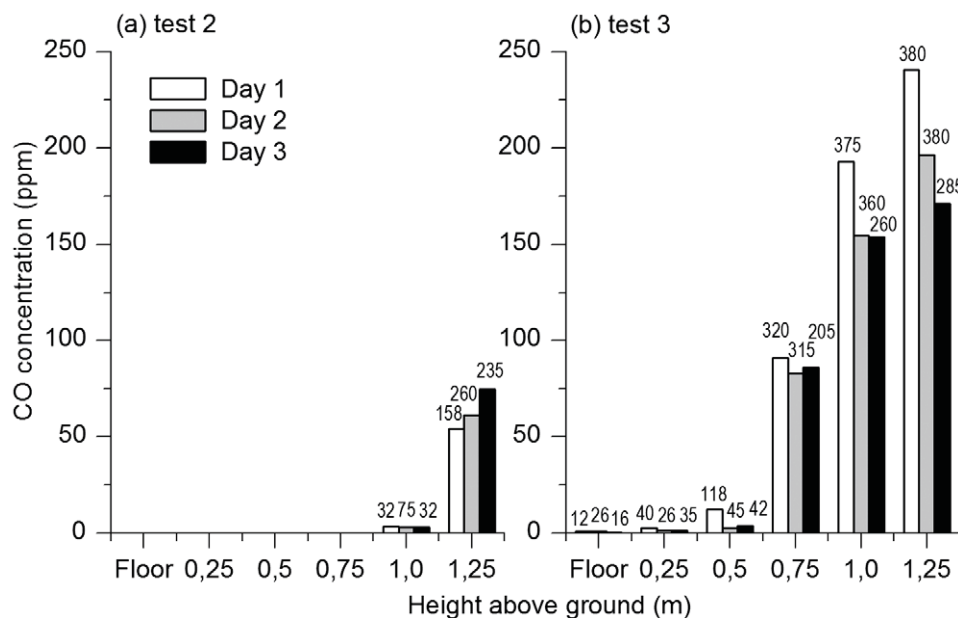 (a) test 2
(b) test 3
250
200
150
100
50
0
CO concentration (ppm)
Day 1
Day 2
Day 3
32 75 32
158 260 235
Floor 0,25 0,5 0,75 1,0 1,25
250
200
150
100
50
0
12 26 16
40 26 35
118 45 42
320 315 205
375 360 260
380 380 285
Floor 0,25 0,5 0,75 1,0 1,25
Height above ground (m)